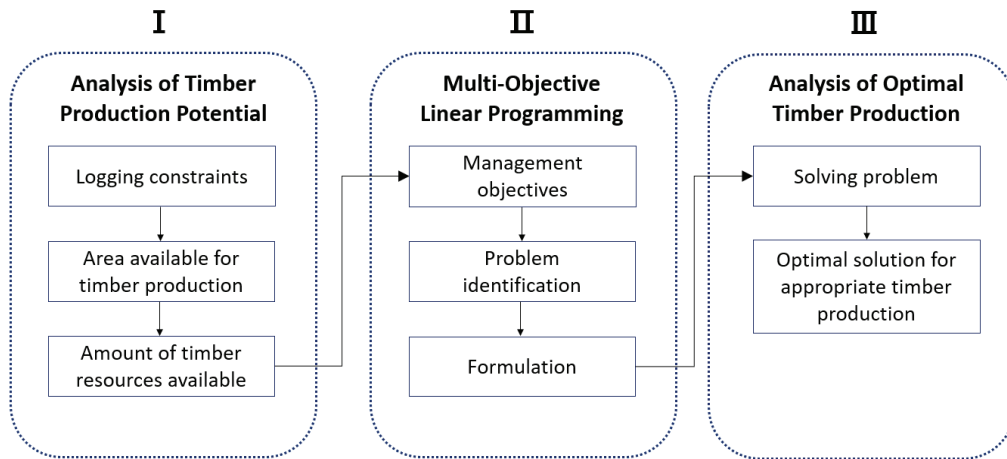 I
Analysis of Timber
Production Potential
Logging constraints
Area available for
timber production
Amount of timber
resources available
II
Multi-Objective
Linear Programming
Management
objectives
Problem
identification
Formulation
III
Analysis of Optimal
Timber Production
Solving problem
Optimal solution for
appropriate timber
production